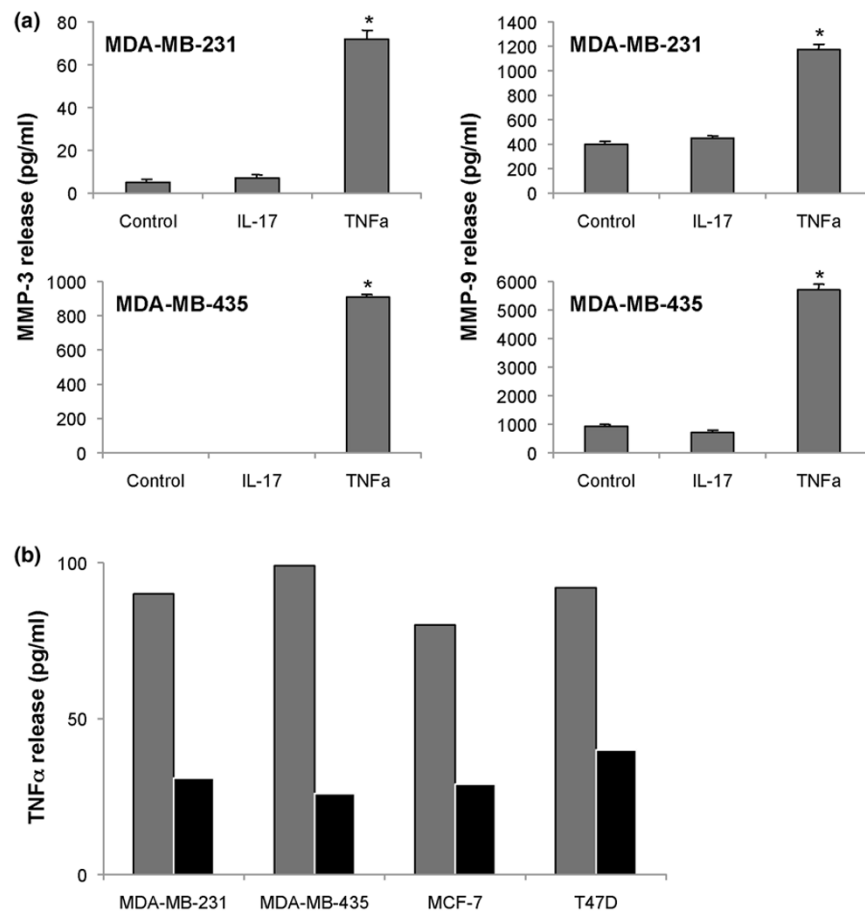 (a)
MMP-3 release (pg/ml)
80
60
40
20
0
MDA-MB-231
*
Control IL-17 TNFa
1000
800
600
400
200
0
MDA-MB-435
*
Control IL-17 TNFa
MMP-9 release (pg/ml)
1400
1200
1000
800
600
400
200
0
MDA-MB-231
*
Control IL-17 TNFa
6000
5000
4000
3000
2000
1000
0
MDA-MB-435
*
Control IL-17 TNFa
(b)
TNFα release (pg/ml)
100
50
0
MDA-MB-231 MDA-MB-435 MCF-7 T47D